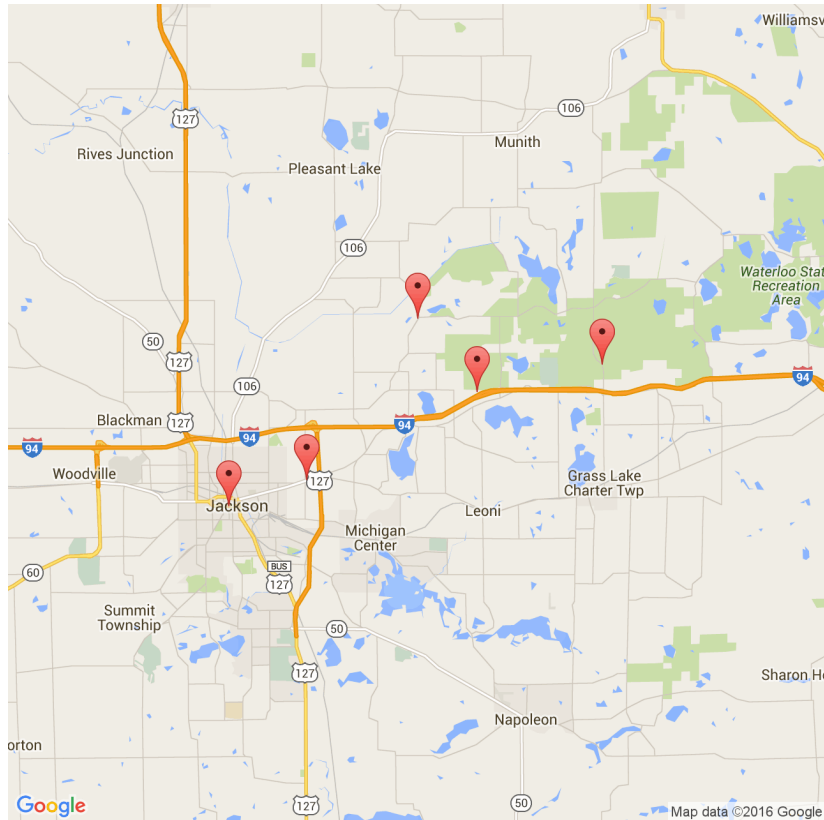 Williamsv
127
106
Rives Junction
Munith
Pleasant Lake
106
Waterloo Stat
Recreation
Area
50
127
106
94
Blackman
127
94
94
94
Woodville
Grass Lake
Charter Twp
127
Jackson
Leoni
Michigan
Center
BUS
127
60
Summit
Township
50
127
Sharon Ho
Napoleon
orton
Google
127
50
Map data ©2016 Google